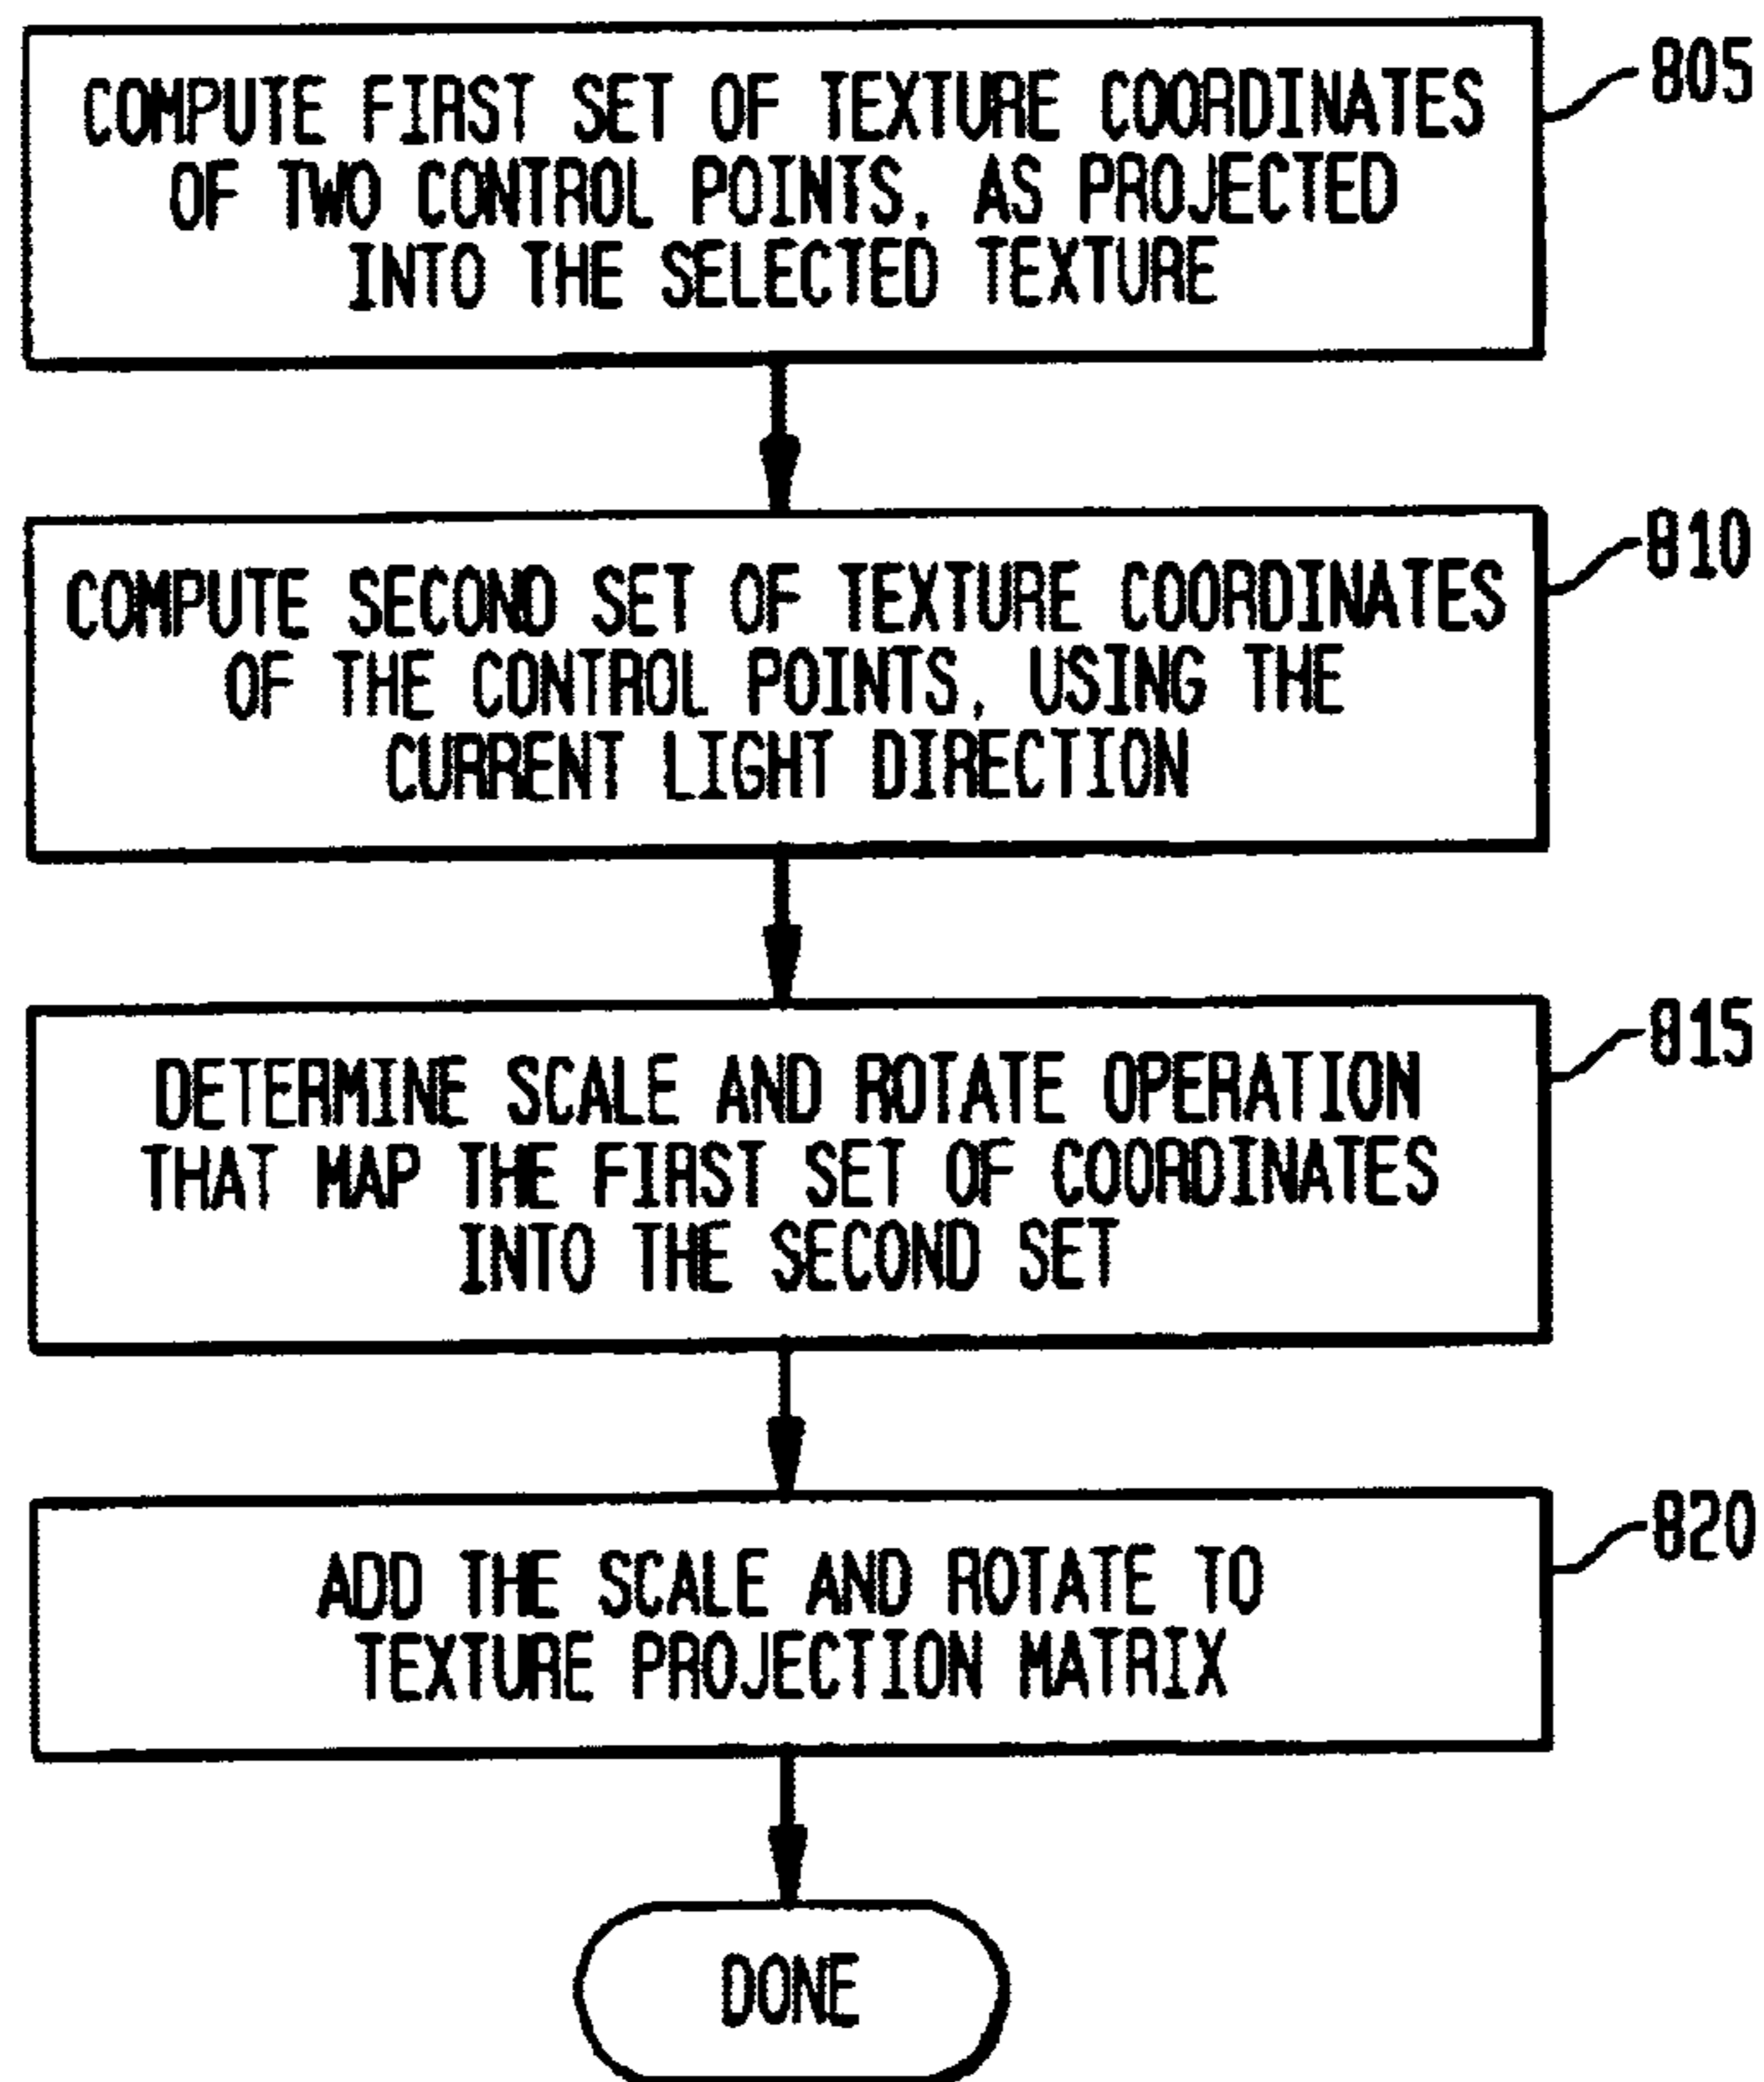 COMPUTE FIRST SET OF TEXTURE COORDINATES
OF TWO CONTROL POINTS, AS PROJECTED
INTO THE SELECTED TEXTURE
805
COMPUTE SECOND SET OF TEXTURE COORDINATES
OF THE CONTROL POINTS, USING THE
CURRENT LIGHT DIRECTION
810
DETERMINE SCALE AND ROTATE OPERATION
THAT MAP THE FIRST SET OF COORDINATES
INTO THE SECOND SET
815
ADD THE SCALE AND ROTATE TO
TEXTURE PROJECTION MATRIX
820
DONE